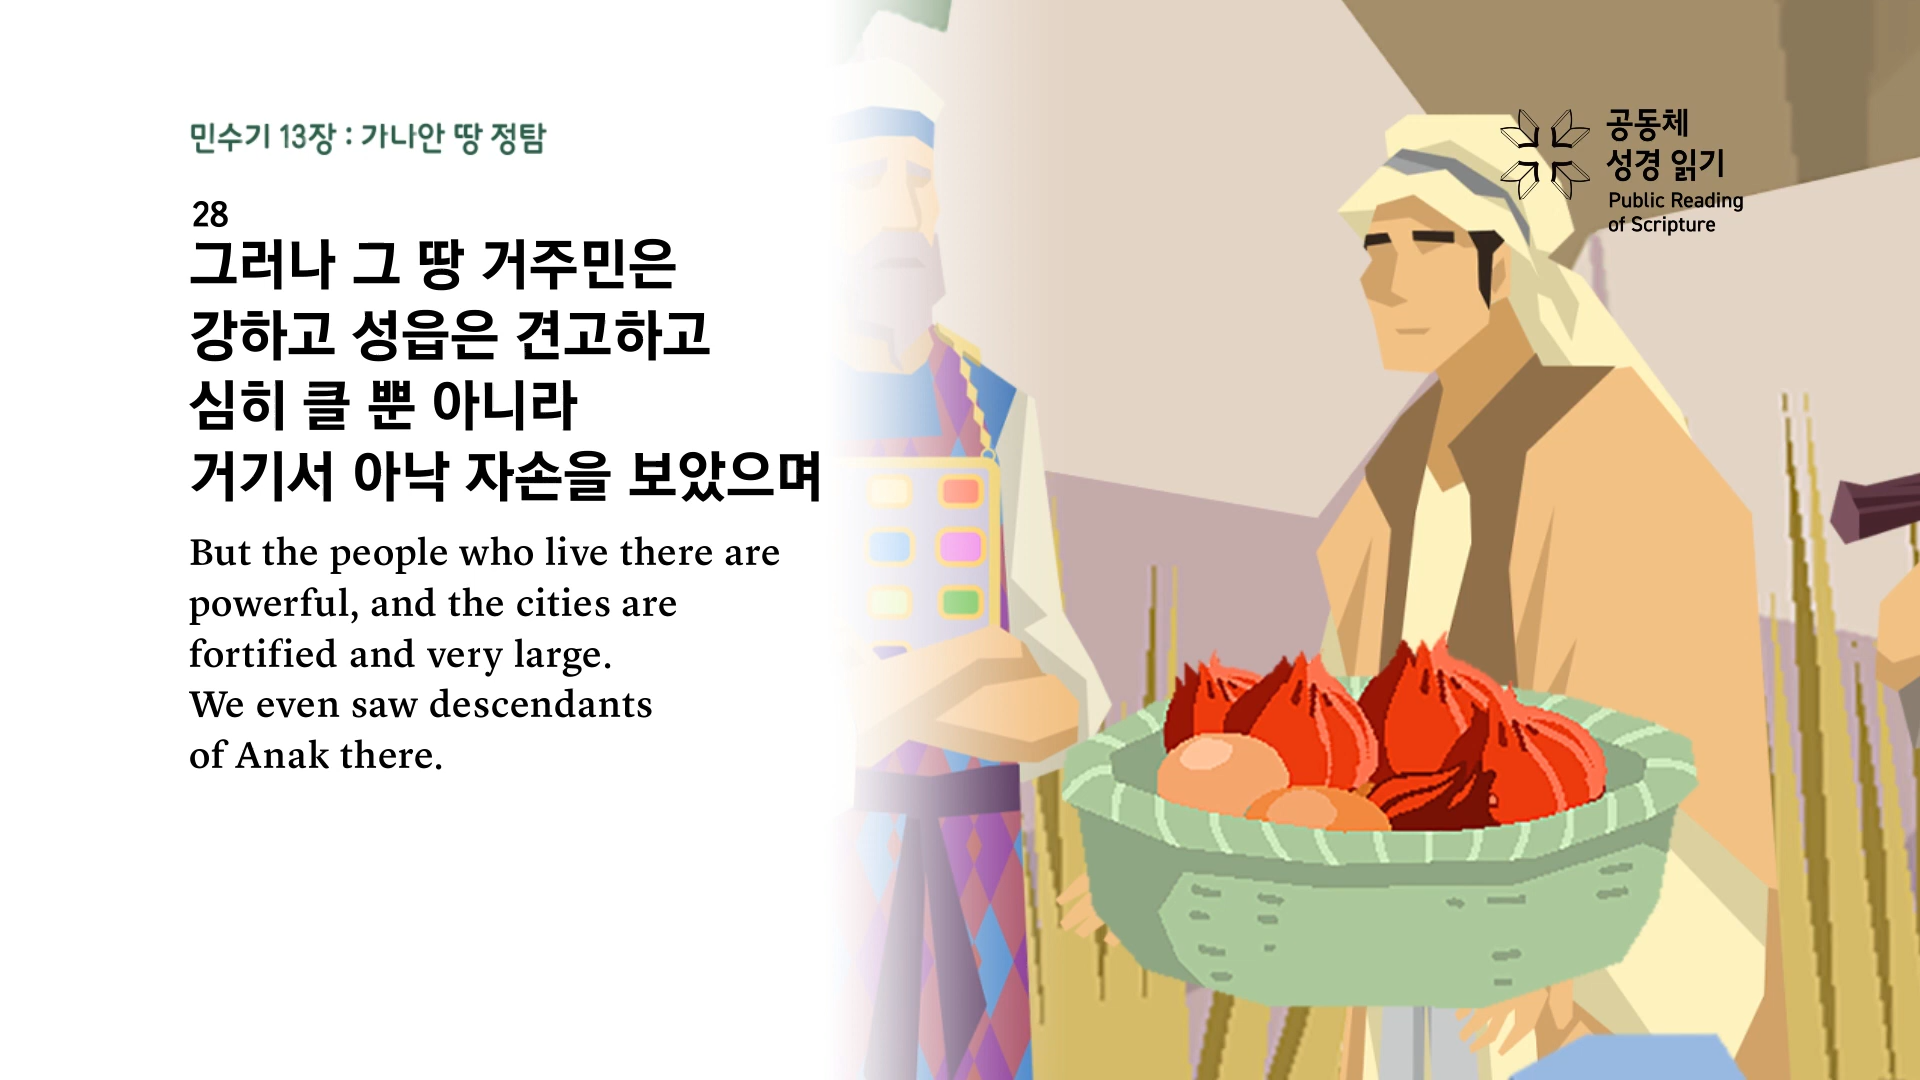 민수기 13장 : 가나안 땅 정탐
28
그러나 그 땅 거주민은
강하고 성읍은 견고하고
심히 클 뿐 아니라
거기서 아낙 자손을 보았으며
But the people who live there are
powerful, and the cities are
fortified and very large.
We even saw descendants
of Anak there.
공동체
성경 읽기
Public Reading
of Scripture